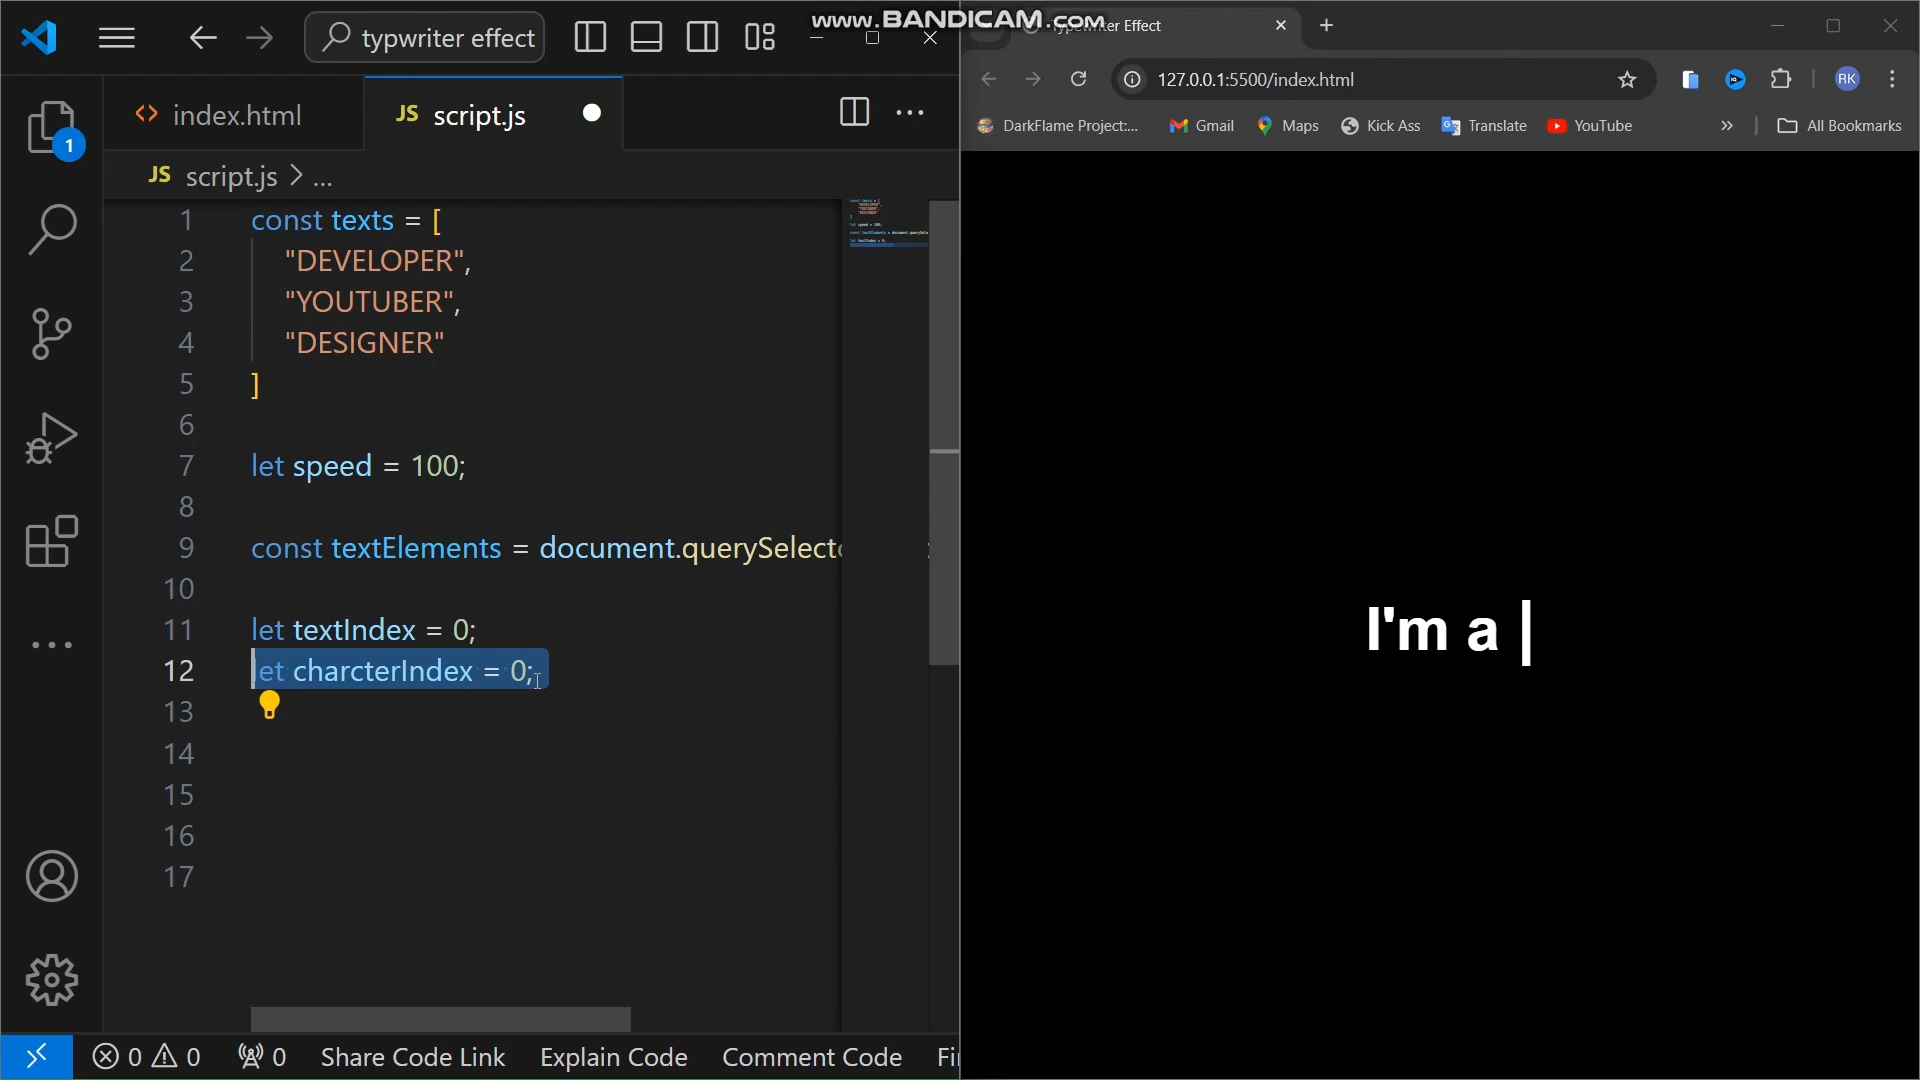 typwriter effect
www.BANDICAM.com
Typewriter Effect
127.0.0.1:5500/index.html
RK
DarkFlame Project:...
Gmail
Maps
Kick Ass
Translate
YouTube
All Bookmarks
index.html
JS script.js
JS script.js > ...
1
1 const texts = [
2 "DEVELOPER",
3 "YOUTUBER",
4 "DESIGNER"
5 ]
6
7 let speed = 100;
8
9 const textElements = document.querySelect
10
11 let textIndex = 0;
12 let charcterIndex = 0;
13
14
15
16
17
I'm a |
0 0 0 Share Code Link Explain Code Comment Code